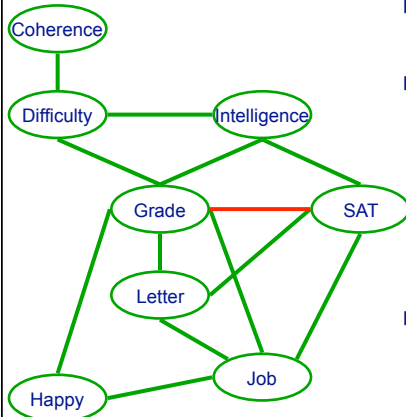 Coherence
Difficulty
Intelligence
Grade
SAT
Letter
Job
Happy